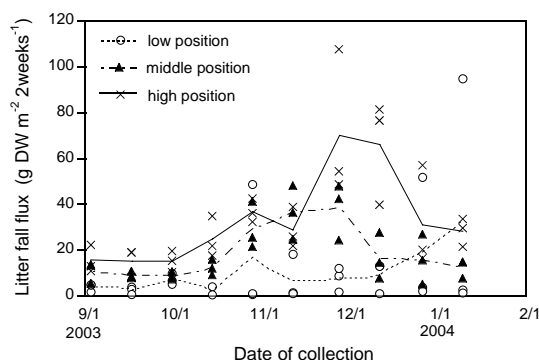 120
100
80
60
40
20
0
Litter fall flux (g DW m-2 2weeks-1)
low position
middle position
high position
9/1 10/1 11/1 12/1 1/1 2/1
2003 2004
Date of collection